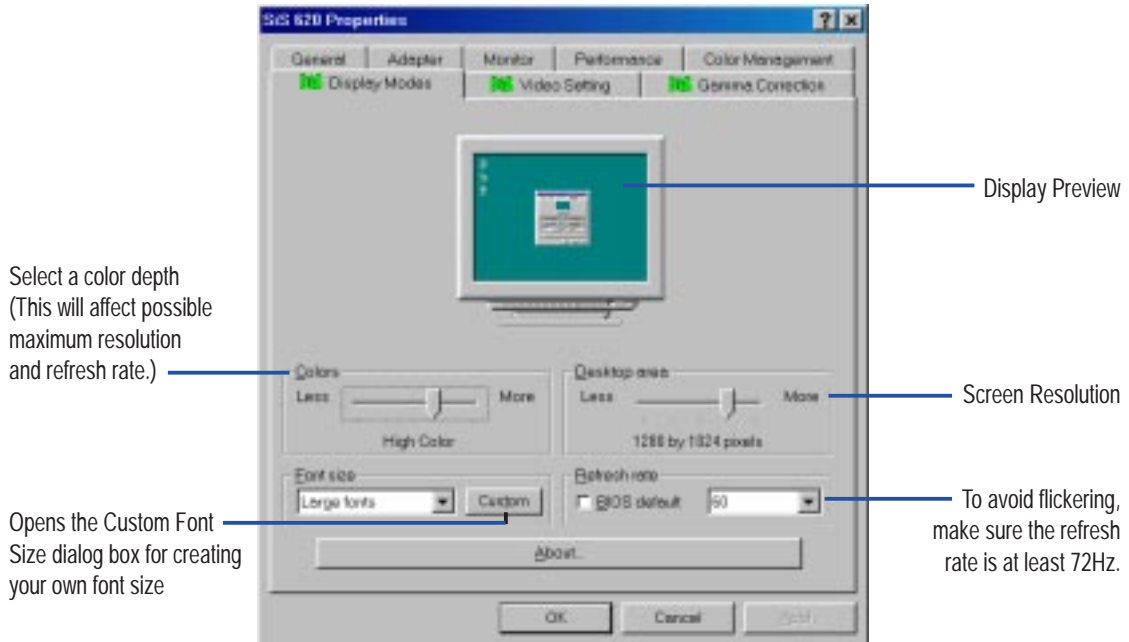 SiS 620 Properties
General Adapter Monitor Performance Color Management
Display Modes Video Setting Gamma Correction
Display Preview
Select a color depth
(This will affect possible
maximum resolution
and refresh rate.)
Colors
Less More
High Color
Desktop area
Less More
1280 by 1024 pixels
Screen Resolution
Font size
Large fonts Custom
Refresh rate
BIOS default 60
To avoid flickering,
make sure the refresh
rate is at least 72Hz.
Opens the Custom Font
Size dialog box for creating
your own font size
About...
OK Cancel Apply